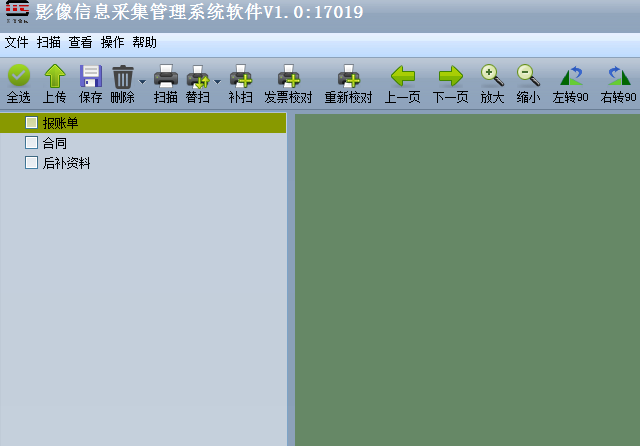 影像信息采集管理系统软件V1.0:17019
文件 扫描 查看 操作 帮助
全选 上传 保存 删除 扫描 替扫 补扫 发票校对 重新校对 上一页 下一页 放大 缩小 左转90 右转90
报账单
合同
后补资料